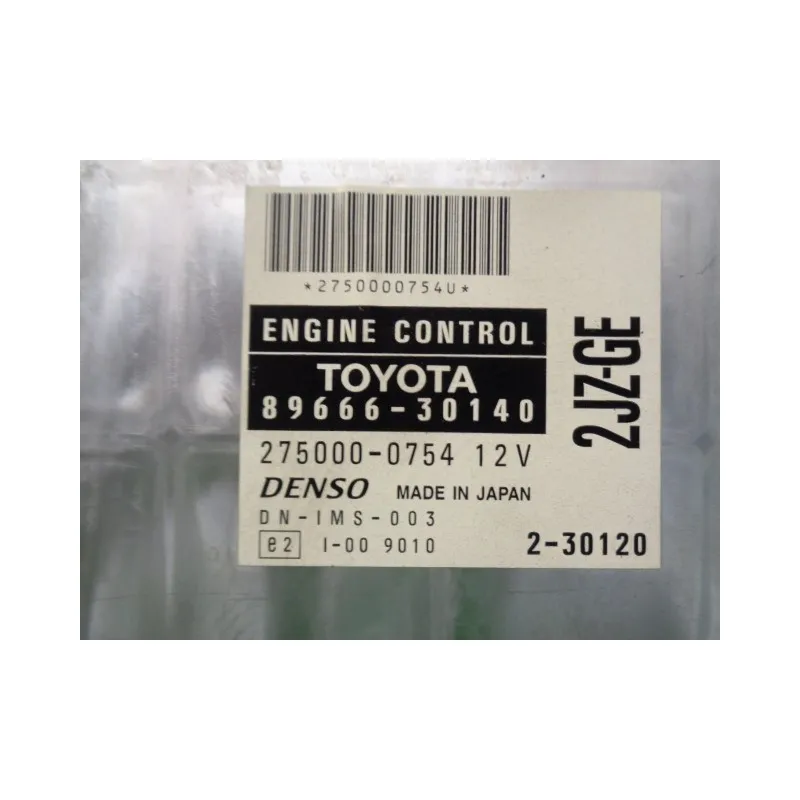 *2750000754U*
ENGINE CONTROL
TOYOTA
89666-30140
2JZ-GE
275000-0754 12V
DENSO MADE IN JAPAN
DN-IMS-003
e2 I-00 9010 2-30120